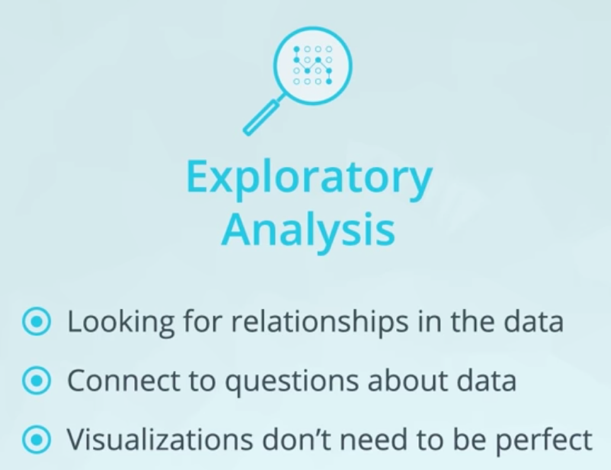 Exploratory
Analysis
Looking for relationships in the data
Connect to questions about data
Visualizations don't need to be perfect